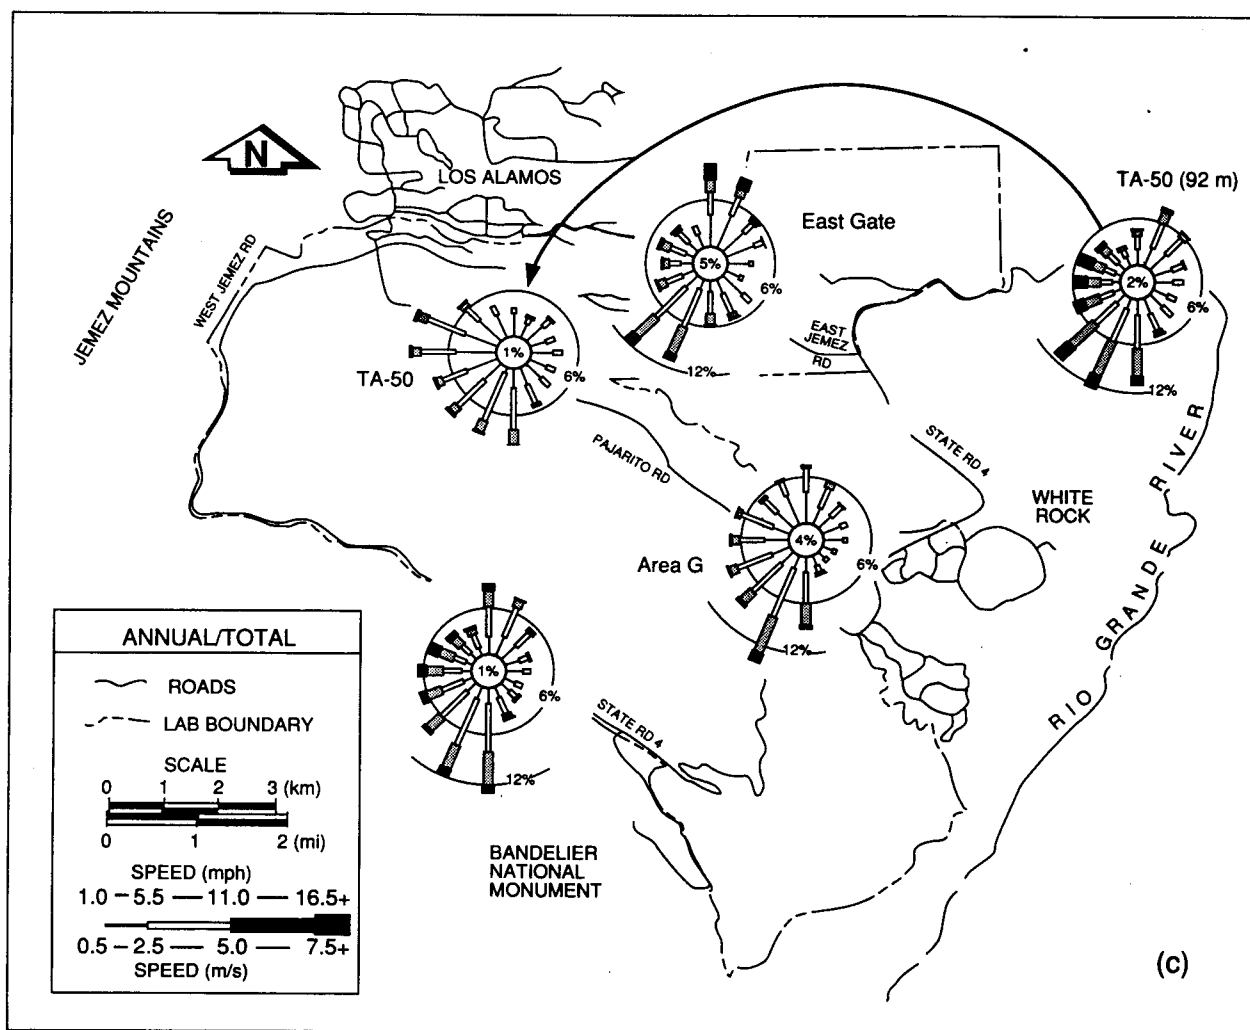 N
LOS ALAMOS
TA-50 (92 m)
JEMEZ MOUNTAINS
WEST JEMEZ RD
East Gate
5%
6%
12%
2%
6%
12%
EAST
JEMEZ
RD
TA-50
1%
6%
PAJARITO RD
STATE RD 4
WHITE
ROCK
RIO GRANDE RIVER
Area G
4%
6%
12%
1%
6%
12%
STATE RD 4
BANDELIER
NATIONAL
MONUMENT
ANNUAL/TOTAL
ROADS
LAB BOUNDARY
SCALE
0 1 2 3 (km)
0 1 2 (mi)
SPEED (mph)
1.0 – 5.5 — 11.0 — 16.5+
0.5 – 2.5 — 5.0 — 7.5+
SPEED (m/s)
(c)